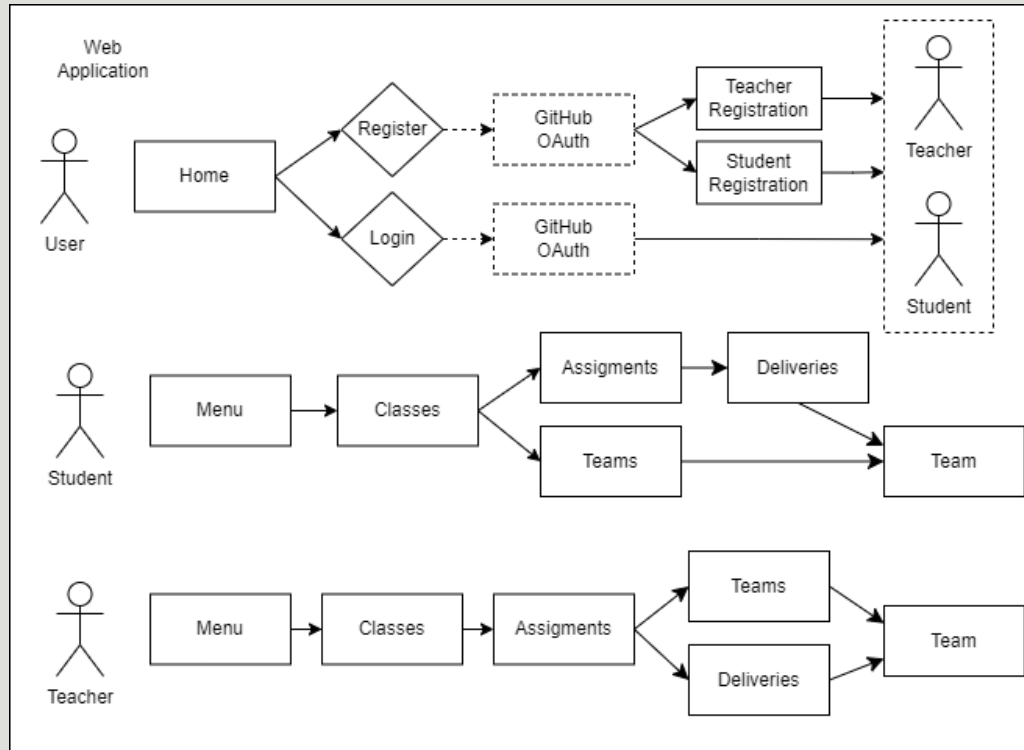 Web
Application
User
Home
Register
Login
GitHub
OAuth
GitHub
OAuth
Teacher
Registration
Student
Registration
Teacher
Student
Student
Menu
Classes
Assigments
Deliveries
Teams
Team
Teacher
Menu
Classes
Assigments
Teams
Deliveries
Team